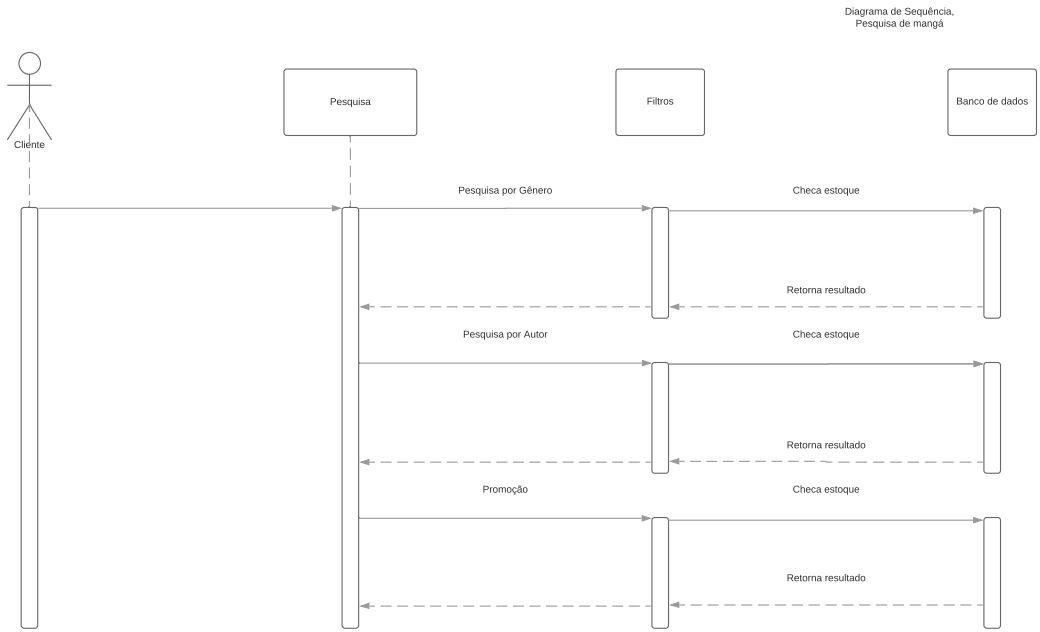 Diagrama de Sequência,
Pesquisa de mangá
Cliente
Pesquisa
Filtros
Banco de dados
Pesquisa por Gênero
Checa estoque
Retorna resultado
Pesquisa por Autor
Checa estoque
Retorna resultado
Promoção
Checa estoque
Retorna resultado